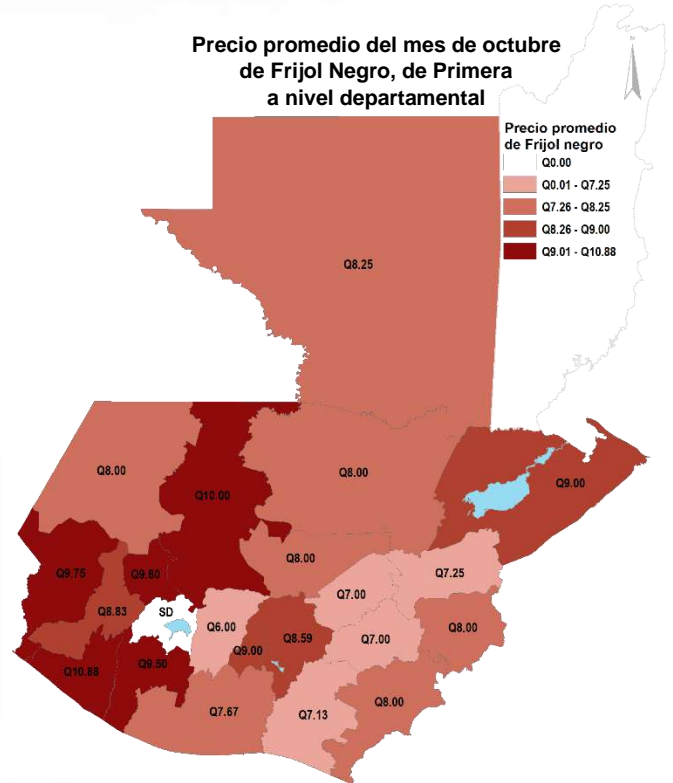 Precio promedio del mes de octubre
de Frijol Negro, de Primera
a nivel departamental
N
Precio promedio
de Frijol negro
Q0.00
Q0.01 - Q7.25
Q7.26 - Q8.25
Q8.26 - Q9.00
Q9.01 - Q10.88
Q8.25
Q8.00
Q10.00
Q8.00
Q9.00
Q9.75
Q9.80
Q8.00
Q7.25
Q8.83
SD
Q7.00
Q6.00
Q9.00
Q8.59
Q7.00
Q8.00
Q10.88
Q9.50
Q7.67
Q7.13
Q8.00